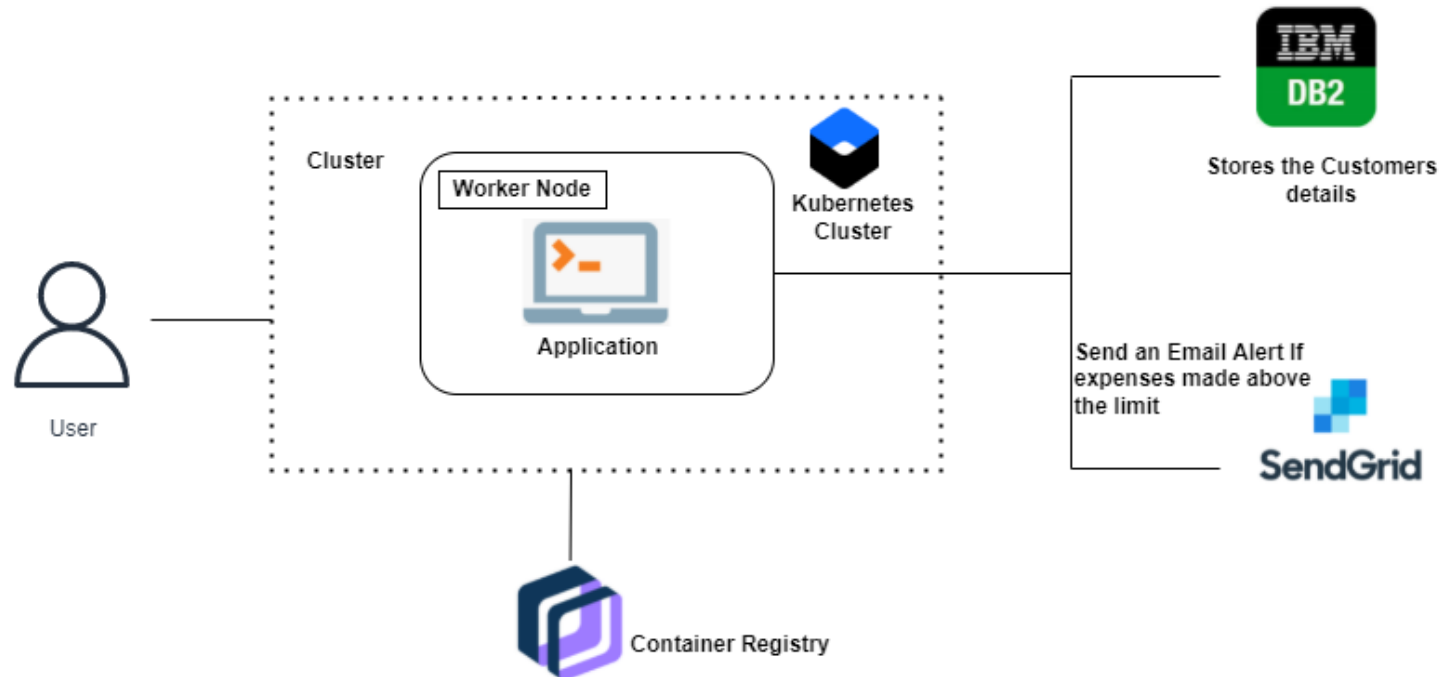 IBM
DB2
Cluster
Worker Node
Kubernetes
Cluster
Stores the Customers
details
Application
Send an Email Alert If
expenses made above
the limit
User
SendGrid
Container Registry